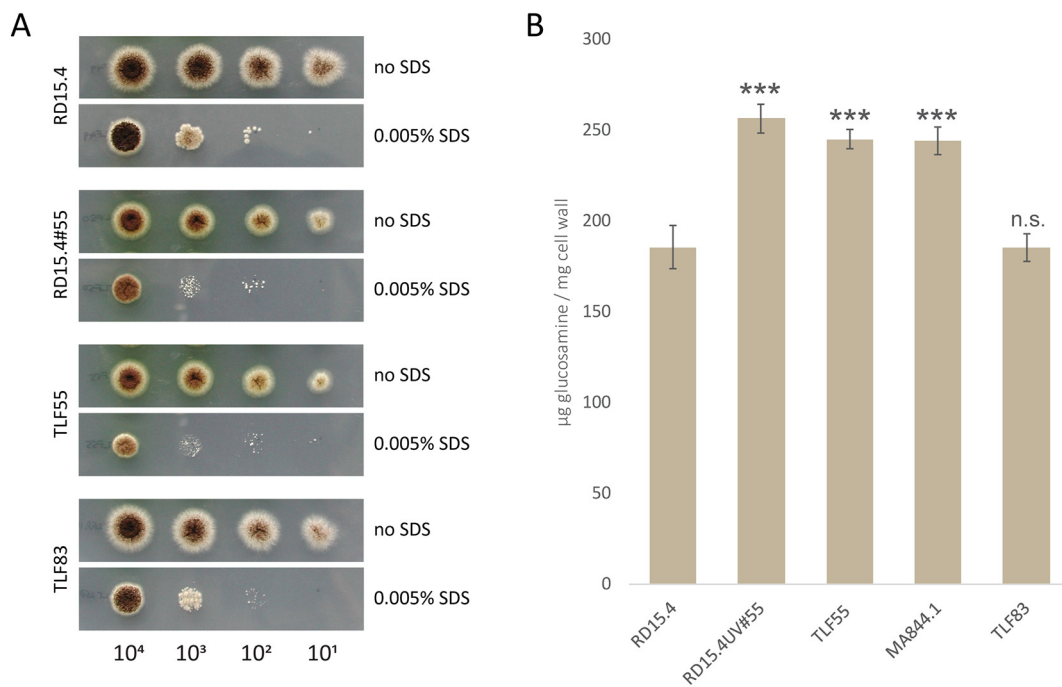 A
RD15.4
no SDS
0.005% SDS
RD15.4#55
no SDS
0.005% SDS
TLF55
no SDS
0.005% SDS
TLF83
no SDS
0.005% SDS
10⁴ 10³ 10² 10¹
B
µg glucosamine / mg cell wall
300
250
200
150
100
50
0
***
***
***
n.s.
RD15.4
RD15.4UV#55
TLF55
MA844.1
TLF83